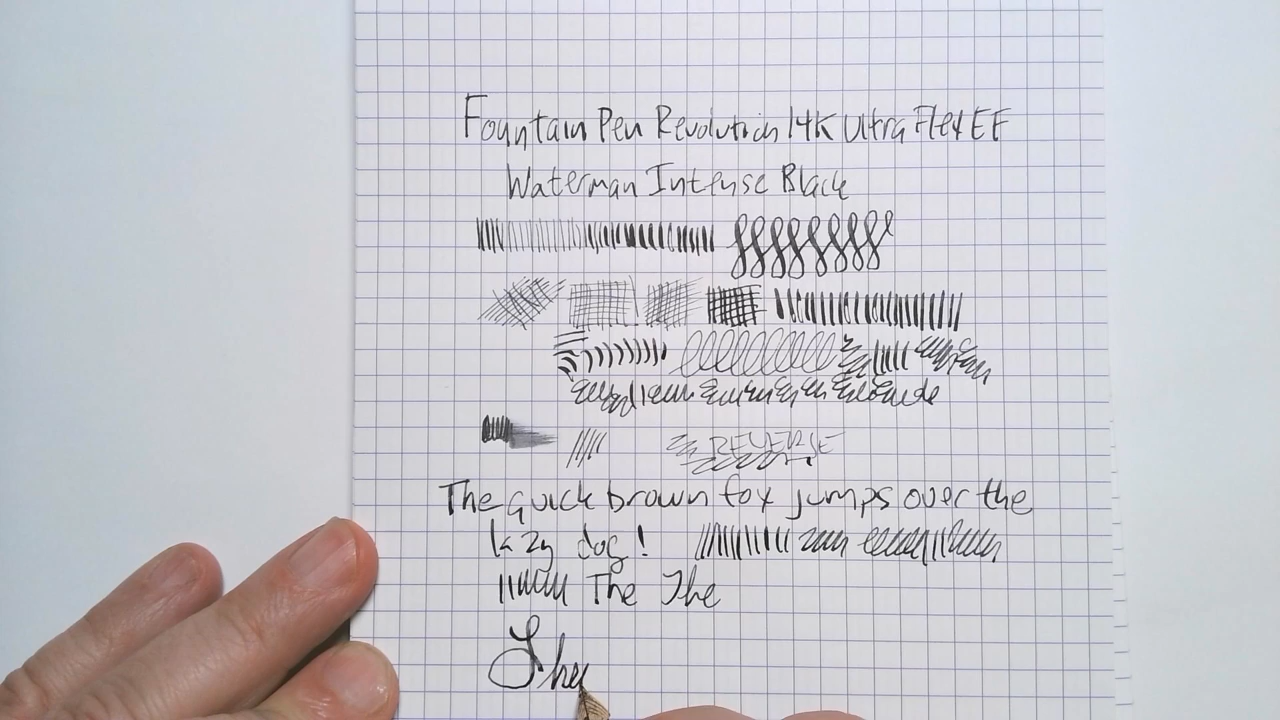 Fountain Pen Revolution 14K Ultra Flex EF
Waterman Intense Black
REVERSE
The quick brown fox jumps over the
lazy dog!
The The
The